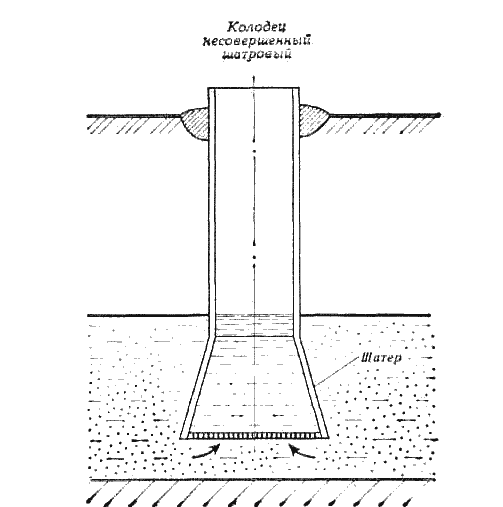 Колодец
несовершенный
шатровый
Шатер